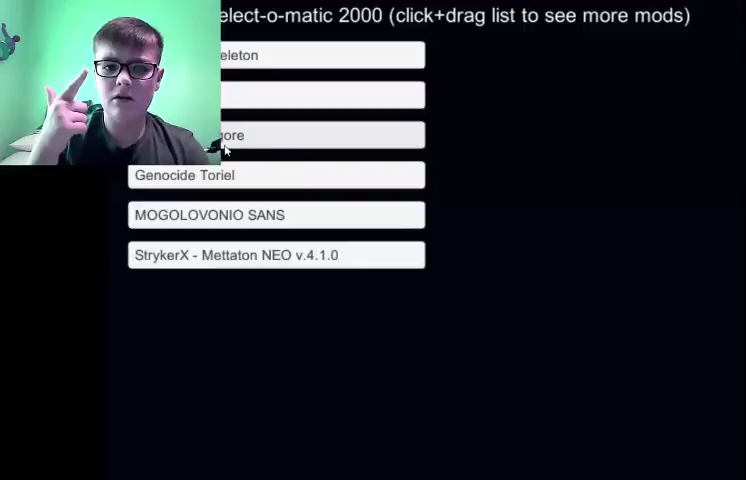 elect-o-matic 2000 (click+drag list to see more mods)
eleton
gore
Genocide Toriel
MOGOLOVONIO SANS
StrykerX - Mettaton NEO v.4.1.0